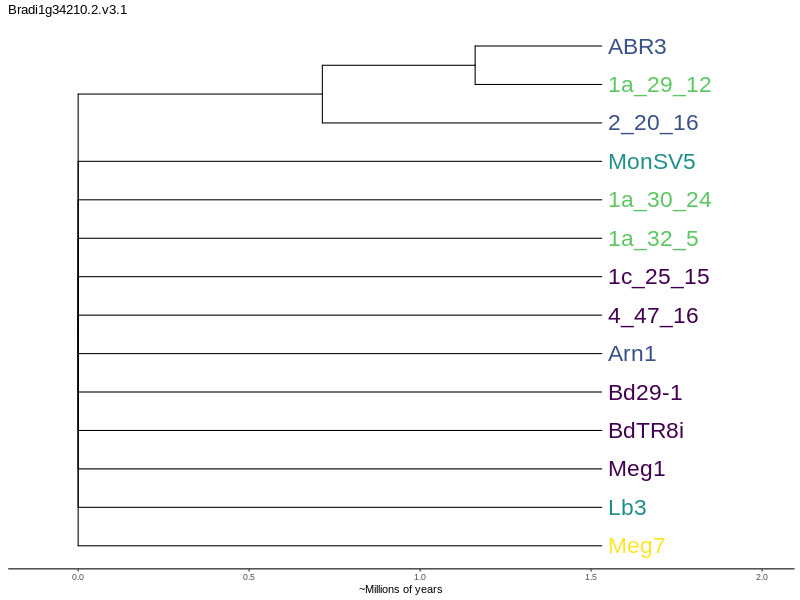 Bradi1g34210.2.v3.1
ABR3
1a_29_12
2_20_16
MonSV5
1a_30_24
1a_32_5
1c_25_15
4_47_16
Arn1
Bd29-1
BdTR8i
Meg1
Lb3
Meg7
0.0 0.5 1.0 1.5 2.0
~Millions of years